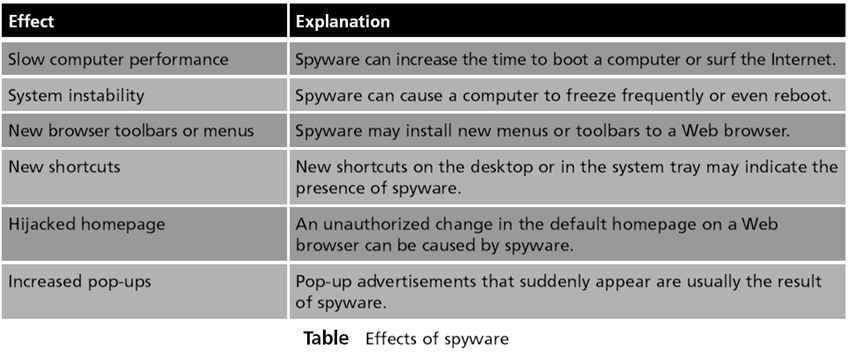 Effect Explanation
Slow computer performance Spyware can increase the time to boot a computer or surf the Internet.
System instability Spyware can cause a computer to freeze frequently or even reboot.
New browser toolbars or menus Spyware may install new menus or toolbars to a Web browser.
New shortcuts New shortcuts on the desktop or in the system tray may indicate the
presence of spyware.
Hijacked homepage An unauthorized change in the default homepage on a Web
browser can be caused by spyware.
Increased pop-ups Pop-up advertisements that suddenly appear are usually the result
of spyware.
Table Effects of spyware